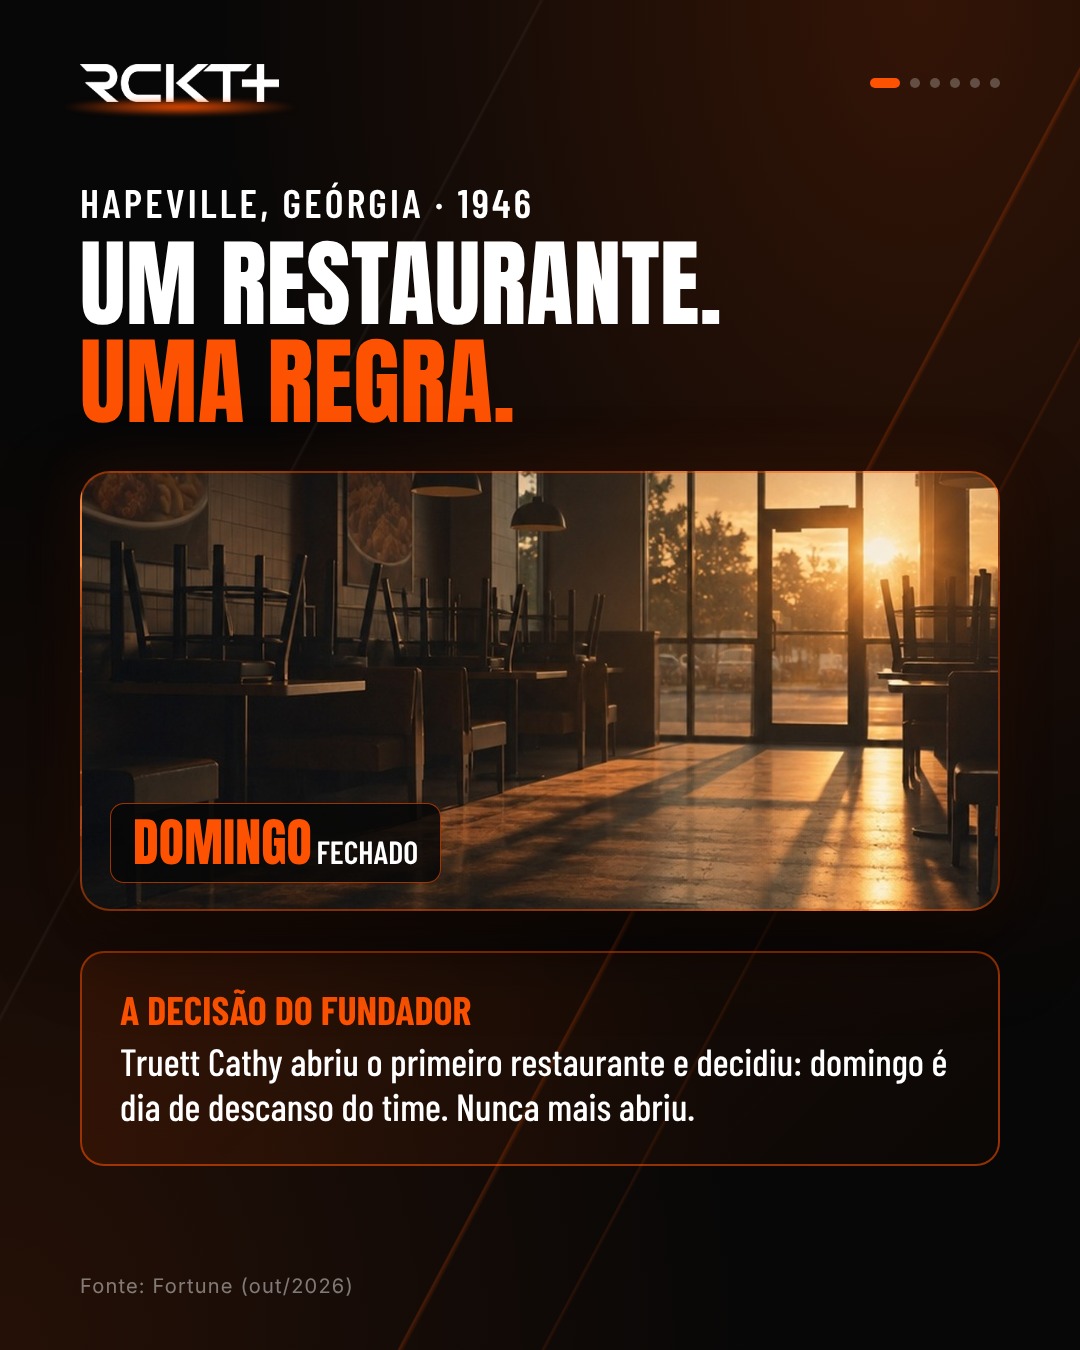 RCKT+
HAPEVILLE, GEÓRGIA · 1946
UM RESTAURANTE.
UMA REGRA.
DOMINGO FECHADO
A DECISÃO DO FUNDADOR
Truett Cathy abriu o primeiro restaurante e decidiu: domingo é
dia de descanso do time. Nunca mais abriu.
Fonte: Fortune (out/2026)